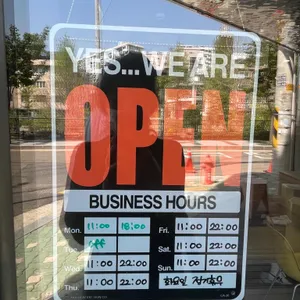 YES...WE ARE
OPEN
BUSINESS HOURS
Mon. 11:00 18:00 Fri. 11:00 22:00
Tue. off Sat. 11:00 22:00
Wed. 11:00 22:00 Sun. 11:00 22:00
Thu 11:00 22:00